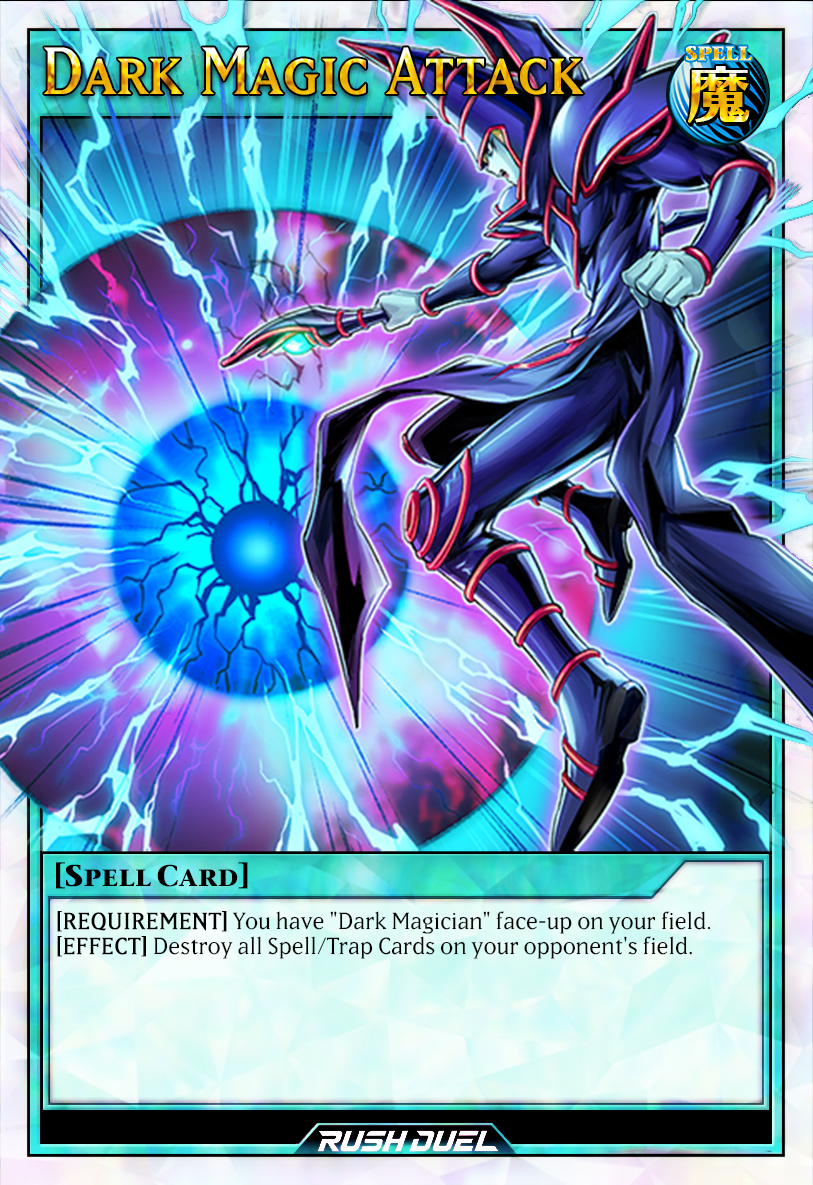 Dark Magic Attack
SPELL
魔
[Spell Card]
[REQUIREMENT] You have "Dark Magician" face-up on your field.
[EFFECT] Destroy all Spell/Trap Cards on your opponent's field.
RUSH DUEL